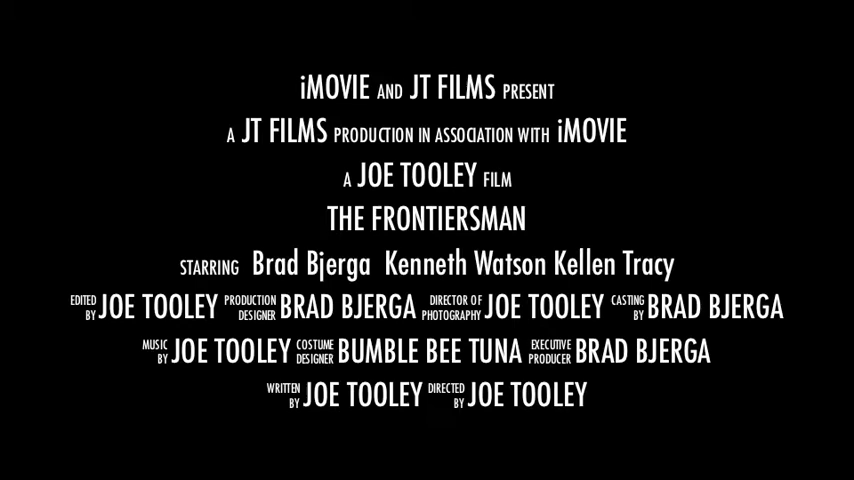 iMOVIE AND JT FILMS PRESENT
A JT FILMS PRODUCTION IN ASSOCIATION WITH iMOVIE
A JOE TOOLEY FILM
THE FRONTIERSMAN
STARRING Brad Bjerga Kenneth Watson Kellen Tracy
EDITED BY JOE TOOLEY PRODUCTION DESIGNER BRAD BJERGA DIRECTOR OF PHOTOGRAPHY JOE TOOLEY CASTING BY BRAD BJERGA
MUSIC BY JOE TOOLEY COSTUME DESIGNER BUMBLE BEE TUNA EXECUTIVE PRODUCER BRAD BJERGA
WRITTEN BY JOE TOOLEY DIRECTED BY JOE TOOLEY